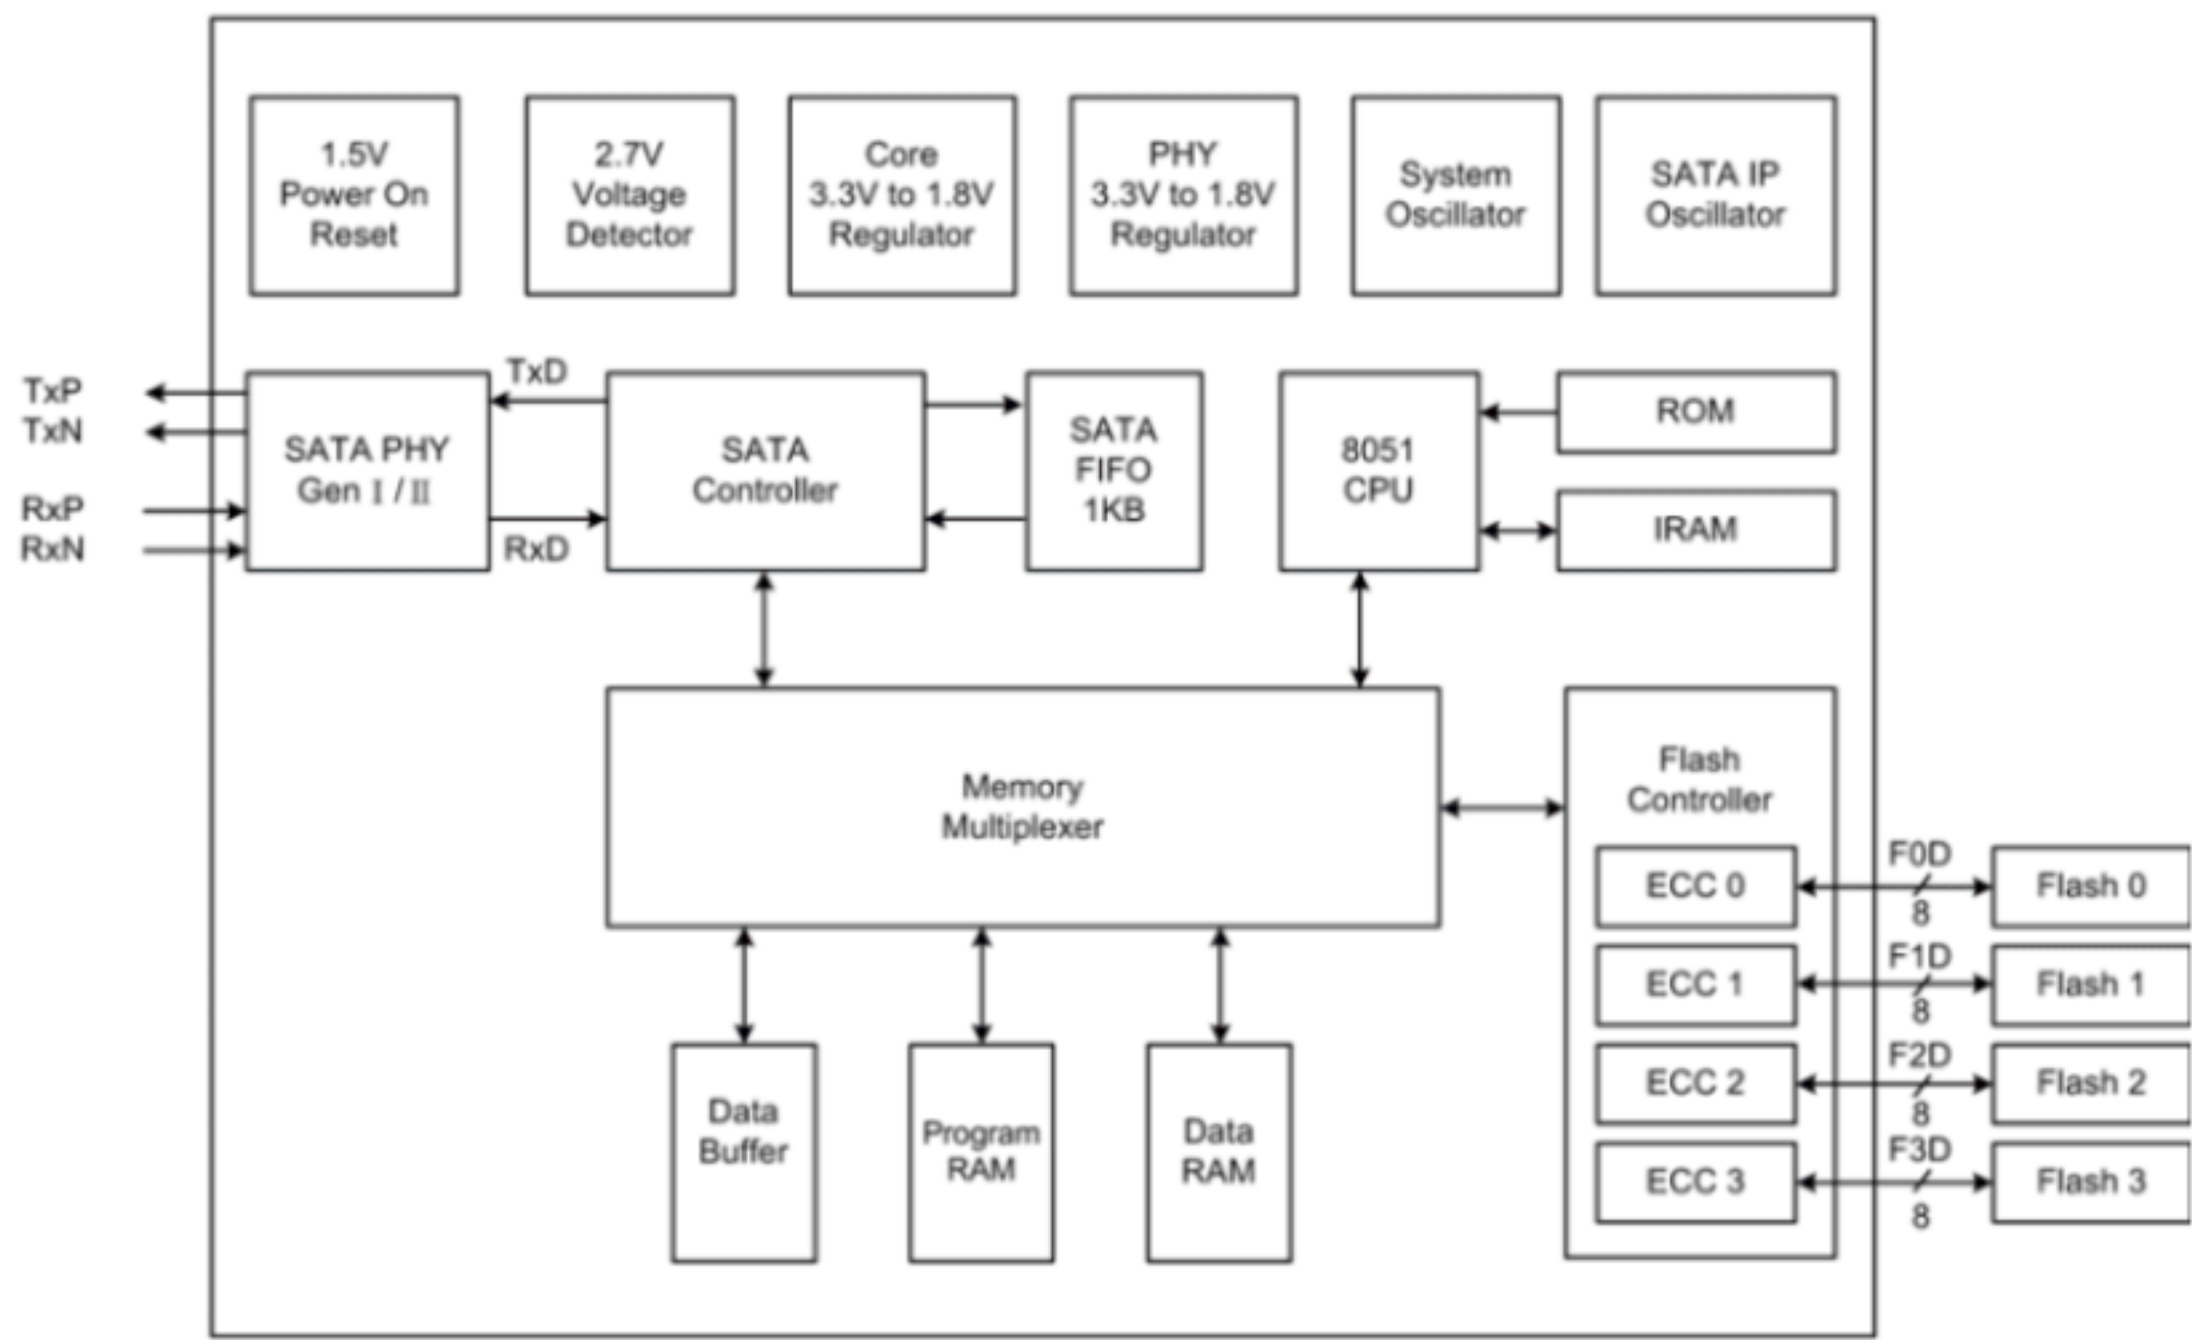 1.5V
Power On
Reset
2.7V
Voltage
Detector
Core
3.3V to 1.8V
Regulator
PHY
3.3V to 1.8V
Regulator
System
Oscillator
SATA IP
Oscillator
TxP
TxN
RxP
RxN
SATA PHY
Gen Ⅰ / Ⅱ
TxD
RxD
SATA
Controller
SATA
FIFO
1KB
8051
CPU
ROM
IRAM
Memory
Multiplexer
Flash
Controller
ECC 0
F0D
8
Flash 0
ECC 1
F1D
8
Flash 1
ECC 2
F2D
8
Flash 2
ECC 3
F3D
8
Flash 3
Data
Buffer
Program
RAM
Data
RAM